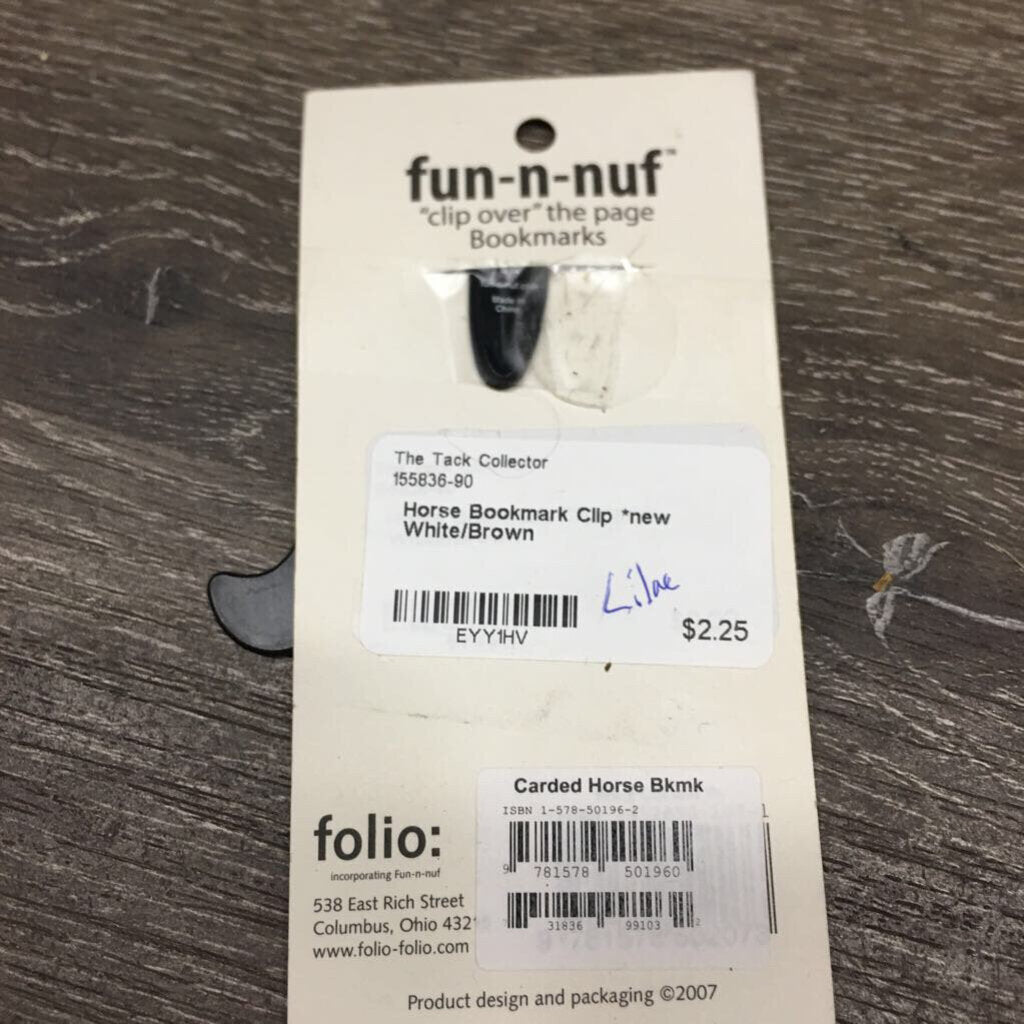 fun-n-nuf™
"clip over" the page
Bookmarks
Made in
China
The Tack Collector
155836-90
Horse Bookmark Clip *new
White/Brown
Lilac
EYY1HV
$2.25
Carded Horse Bkmk
ISBN 1-578-50196-2
9 781578 501960
7 31836 99103 2
folio:
incorporating Fun-n-nuf
538 East Rich Street
Columbus, Ohio 432
www.folio-folio.com
Product design and packaging ©2007